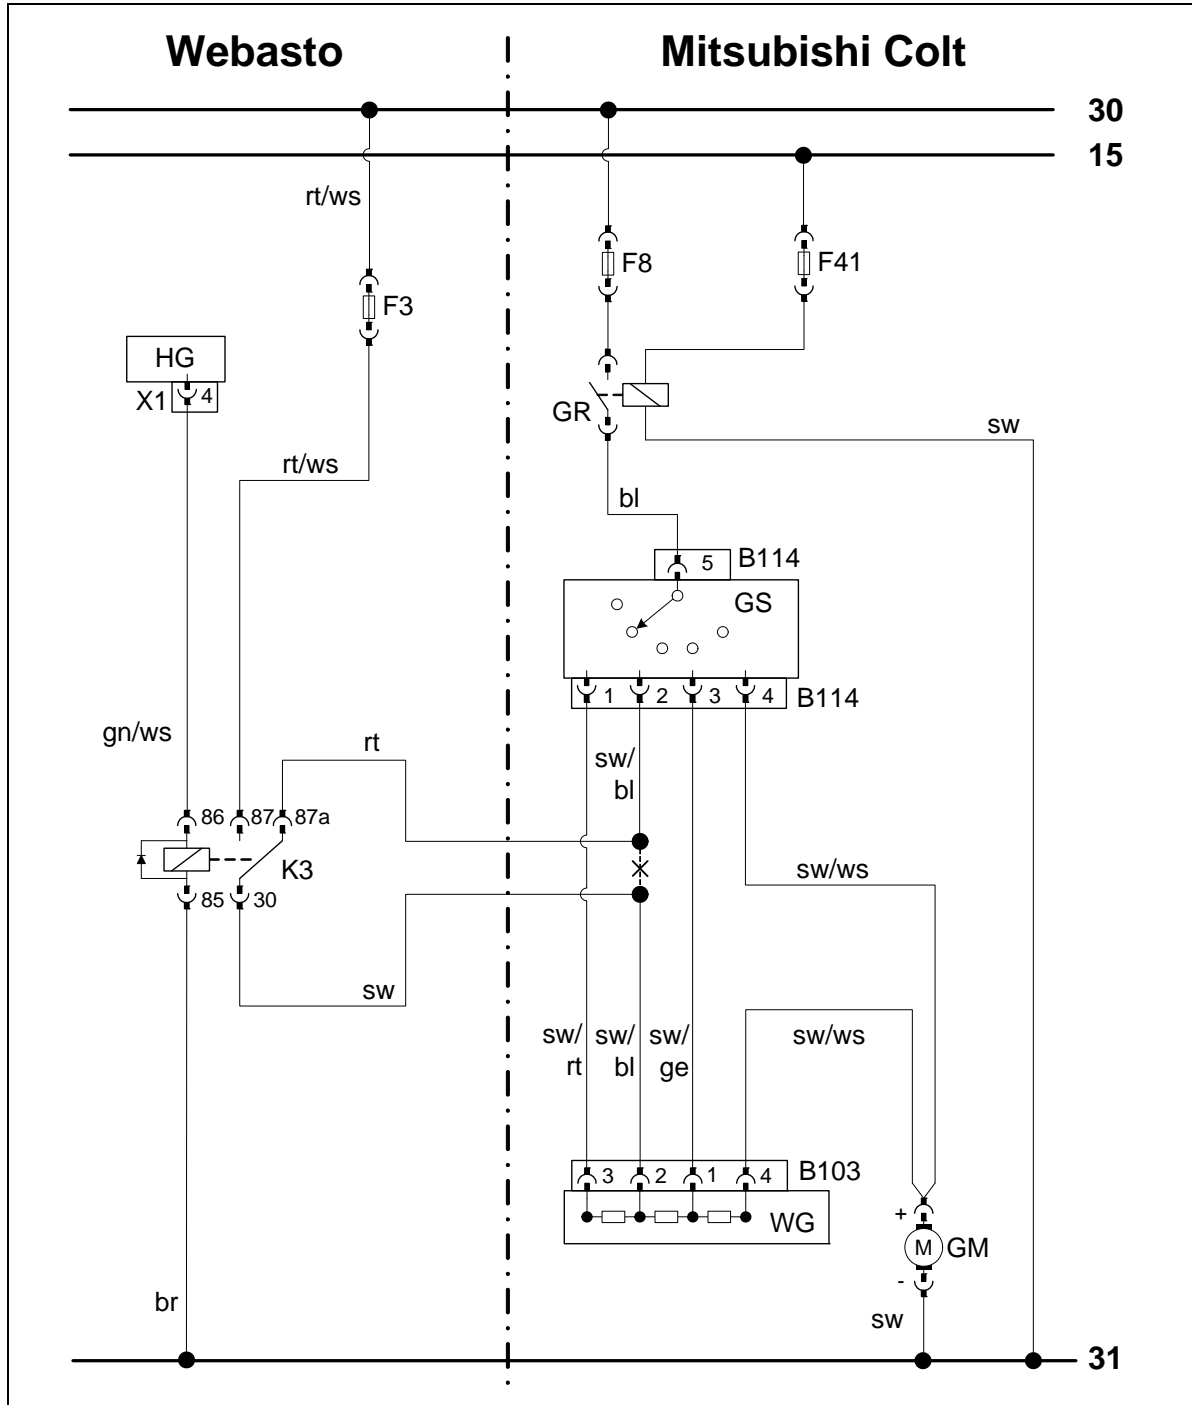 Webasto
Mitsubishi Colt
30
15
rt/ws
F8
F41
F3
HG
X1
4
GR
sw
rt/ws
bl
5
B114
GS
1
2
3
4
B114
gn/ws
rt
sw/
bl
86
87
87a
K3
sw/ws
85
30
sw
sw/
rt
sw/
bl
sw/
ge
sw/ws
3
2
1
4
B103
WG
+
M
GM
-
br
sw
31